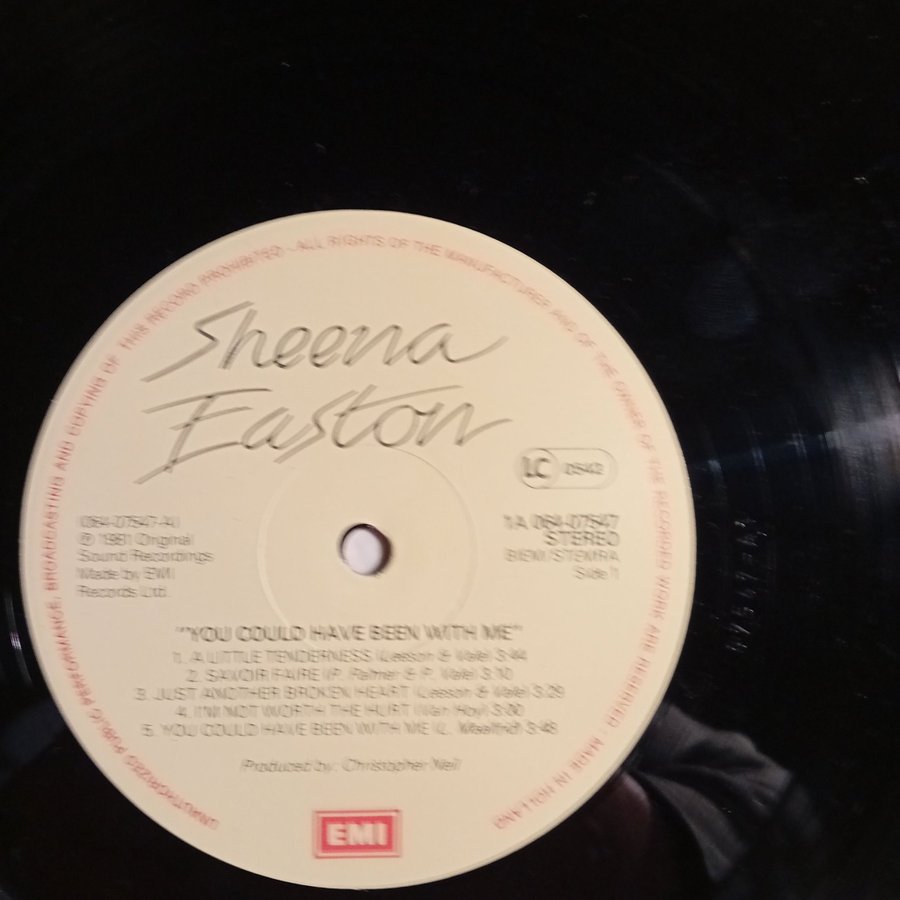 UNAUTHORIZED PUBLIC PERFORMANCE, BROADCASTING AND COPYING OF THIS RECORD PROHIBITED - ALL RIGHTS OF THE MANUFACTURER AND OF THE OWNER OF THE RECORDED WORK ARE RESERVED - MADE IN HOLLAND
Sheena
Easton
LC 0542
(064-07547-A)
℗ 1981 Original
Sound Recordings
Made by EMI
Records Ltd.
1A 064-07547
STEREO
BIEM/STEMRA
Side 1
"YOU COULD HAVE BEEN WITH ME"
1. A LITTLE TENDERNESS (Leeson & Vale) 3:44
2. SAVOIR FAIRE (P. Palmer & P. Vale) 3:10
3. JUST ANOTHER BROKEN HEART (Leeson & Vale) 3:29
4. I'M NOT WORTH THE HURT (Van Hoy) 3:00
5. YOU COULD HAVE BEEN WITH ME (L. Maalfrid) 3:48
Produced by: Christopher Neil
EMI